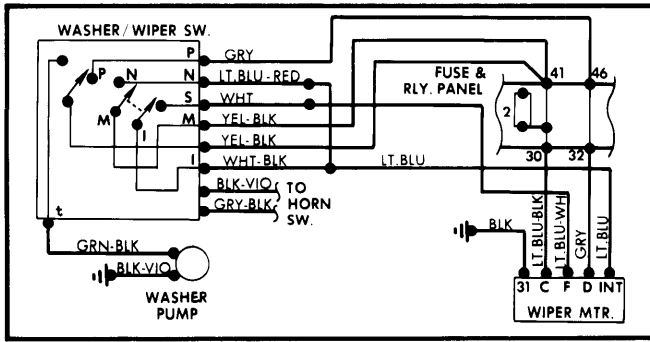 WASHER/WIPER SW.
P
GRY
N
N
LT.BLU-RED
P
S
WHT
M
M
YEL-BLK
I
YEL-BLK
I
WHT-BLK
LT.BLU
BLK-VIO
TO
HORN
SW.
GRY-BLK
t
GRN-BLK
BLK-VIO
WASHER
PUMP
FUSE &
RLY. PANEL
41
46
2
30
32
BLK
LT.BLU-BLK
LT.BLU-WH
GRY
LT.BLU
31 C F D INT
WIPER MTR.